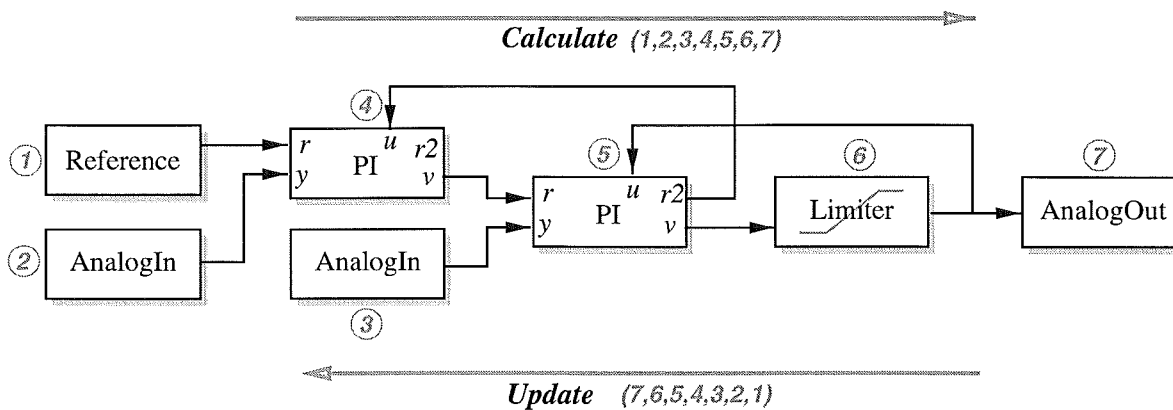 Calculate (1,2,3,4,5,6,7)
4
1
Reference
r
y
u
PI
r2
v
5
r
y
u
PI
r2
v
6
Limiter
7
AnalogOut
2
AnalogIn
AnalogIn
3
Update (7,6,5,4,3,2,1)